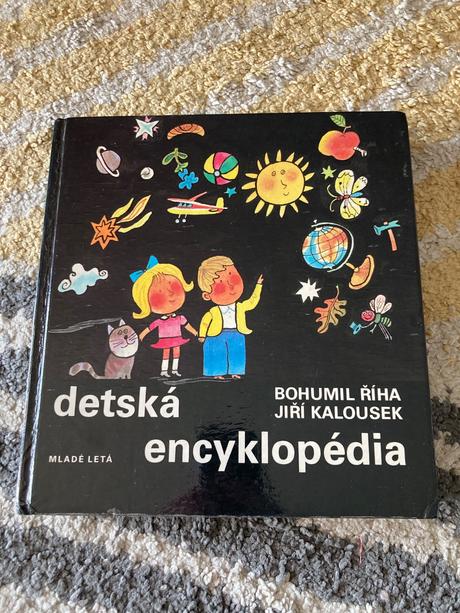 BOHUMIL ŘÍHA
JIŘÍ KALOUSEK
detská
encyklopédia
MLADÉ LETÁ